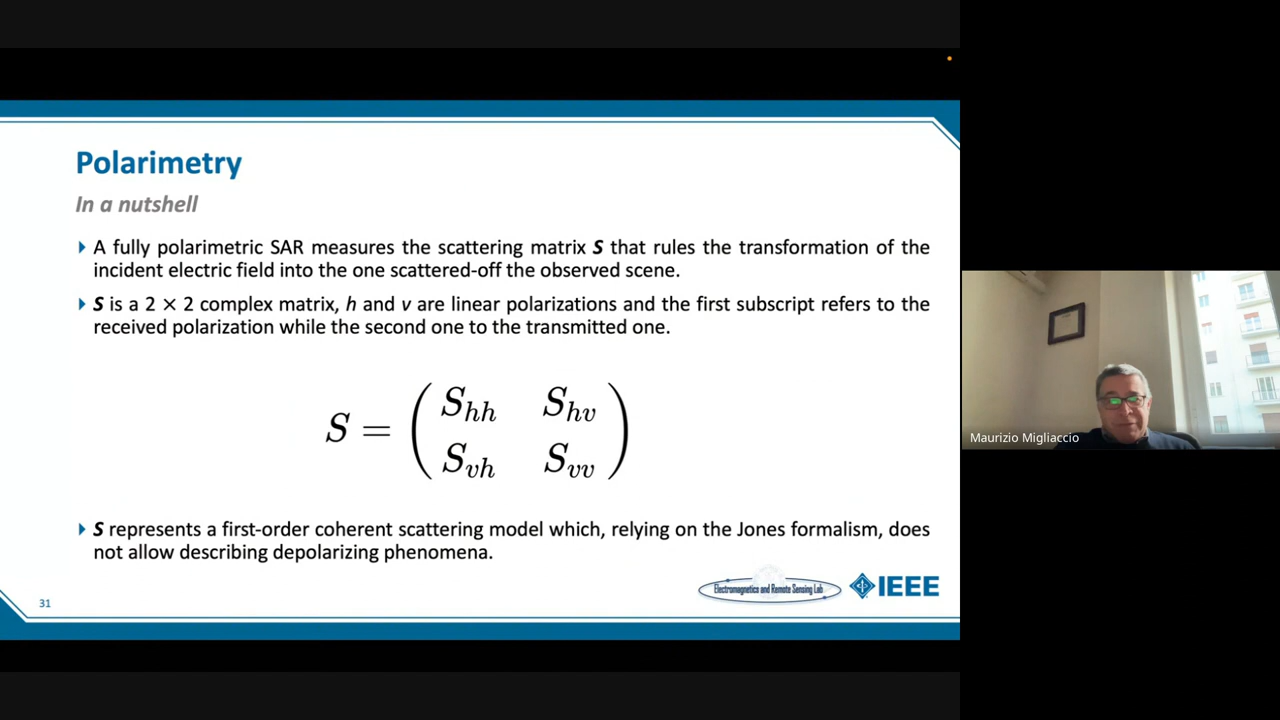 Polarimetry
In a nutshell
A fully polarimetric SAR measures the scattering matrix S that rules the transformation of the
incident electric field into the one scattered-off the observed scene.
S is a 2 × 2 complex matrix, h and v are linear polarizations and the first subscript refers to the
received polarization while the second one to the transmitted one.
S = ( S_hh S_hv
S_vh S_vv )
S represents a first-order coherent scattering model which, relying on the Jones formalism, does
not allow describing depolarizing phenomena.
Electromagnetics and Remote Sensing Lab
IEEE
31
Maurizio Migliaccio